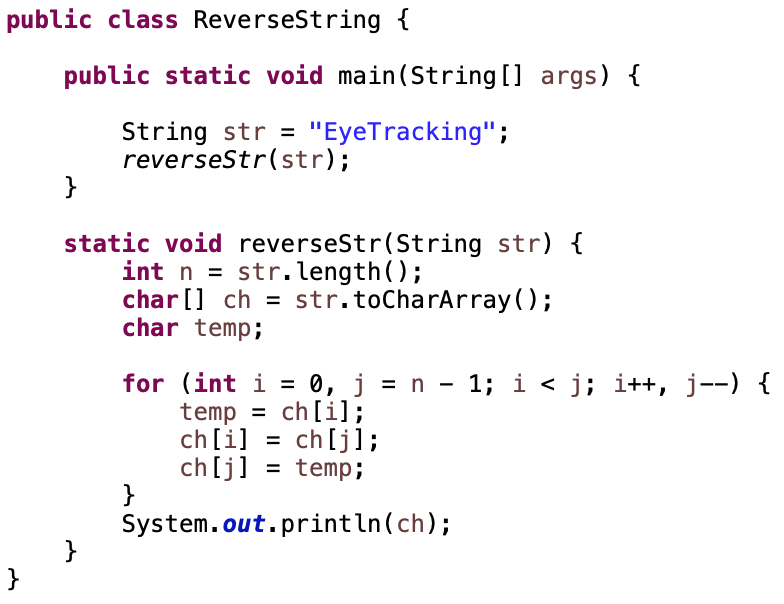 public class ReverseString {
public static void main(String[] args) {
String str = "EyeTracking";
reverseStr(str);
}
static void reverseStr(String str) {
int n = str.length();
char[] ch = str.toCharArray();
char temp;
for (int i = 0, j = n - 1; i < j; i++, j--) {
temp = ch[i];
ch[i] = ch[j];
ch[j] = temp;
}
System.out.println(ch);
}
}